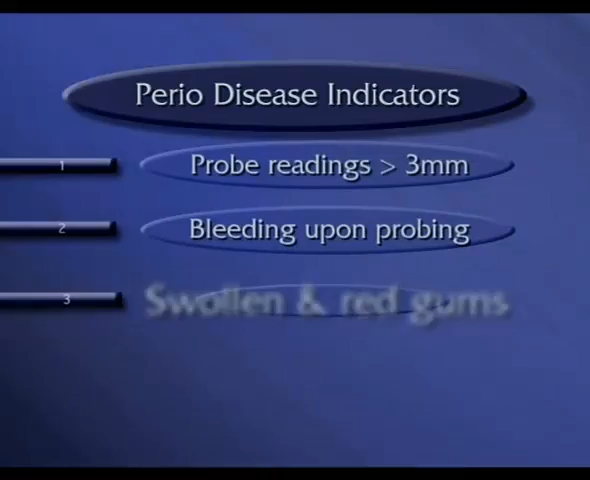 Perio Disease Indicators
1 Probe readings > 3mm
2 Bleeding upon probing
3 Swollen & red gums